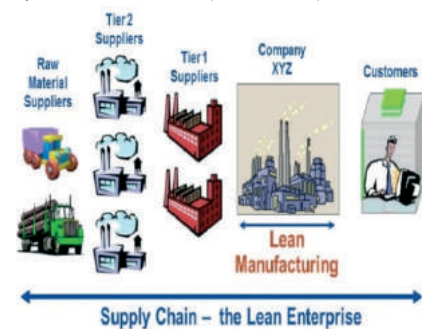 Raw
Material
Suppliers
Tier2
Suppliers
Tier1
Suppliers
Company
XYZ
Customers
Lean
Manufacturing
Supply Chain – the Lean Enterprise